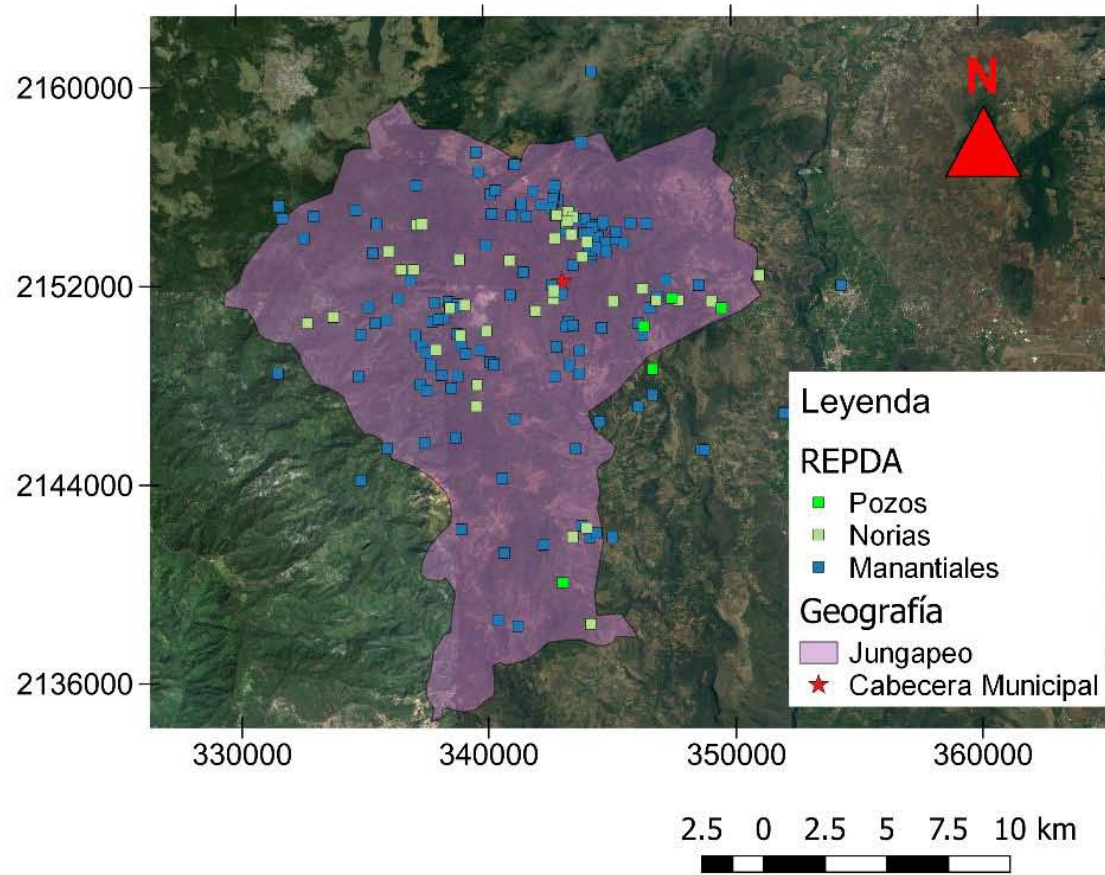 2160000
2152000
2144000
2136000
330000 340000 350000 360000
N
Leyenda
REPDA
Pozos
Norias
Manantiales
Geografía
Jungapeo
Cabecera Municipal
2.5 0 2.5 5 7.5 10 km